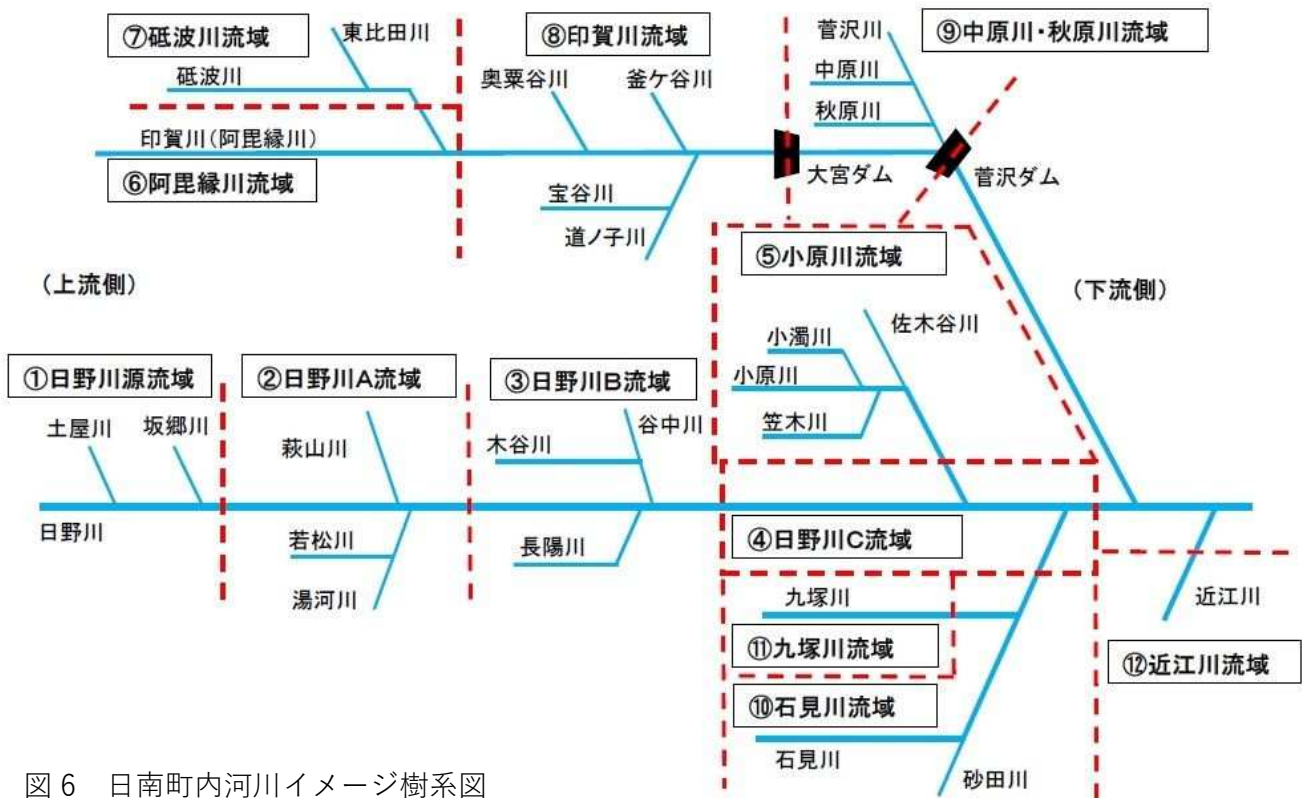 ⑦砥波川流域
東比田川
⑧印賀川流域
菅沢川
⑨中原川・秋原川流域
砥波川
奥粟谷川
釜ケ谷川
中原川
秋原川
印賀川(阿毘縁川)
⑥阿毘縁川流域
大宮ダム
菅沢ダム
宝谷川
道ノ子川
⑤小原川流域
(上流側)
(下流側)
佐木谷川
小濁川
小原川
笠木川
①日野川源流域
②日野川A流域
③日野川B流域
土屋川
坂郷川
萩山川
木谷川
谷中川
日野川
若松川
湯河川
長陽川
④日野川C流域
九塚川
近江川
⑪九塚川流域
⑫近江川流域
⑩石見川流域
石見川
砂田川
図6 日南町内河川イメージ樹系図